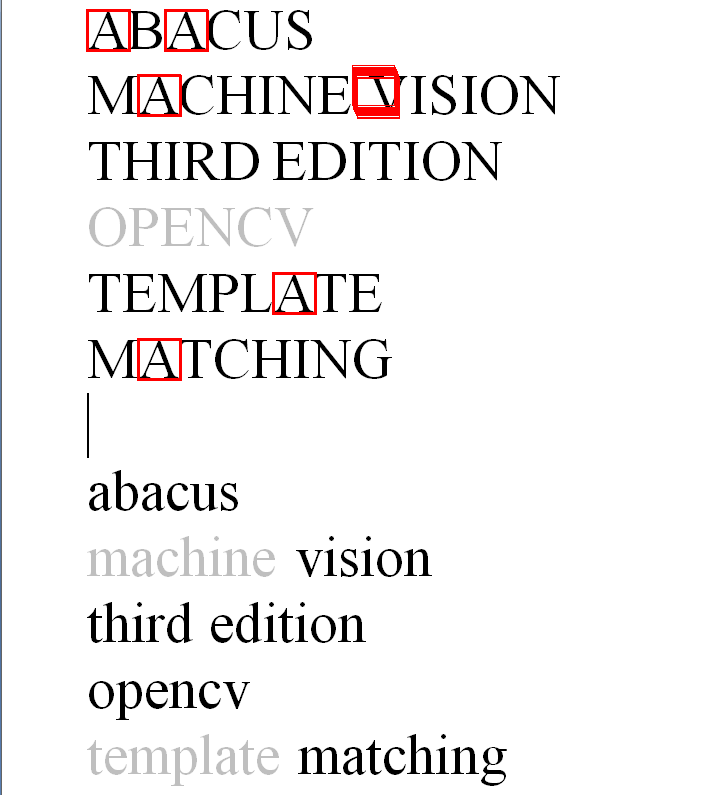 ABACUS
MACHINE VISION
THIRD EDITION
OPENCV
TEMPLATE
MATCHING
abacus
machine vision
third edition
opencv
template matching